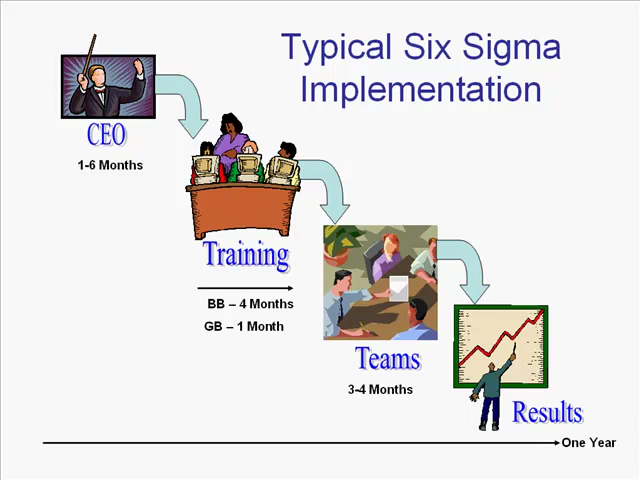 Typical Six Sigma
Implementation
CEO
1-6 Months
Training
BB – 4 Months
GB – 1 Month
Teams
3-4 Months
Results
One Year